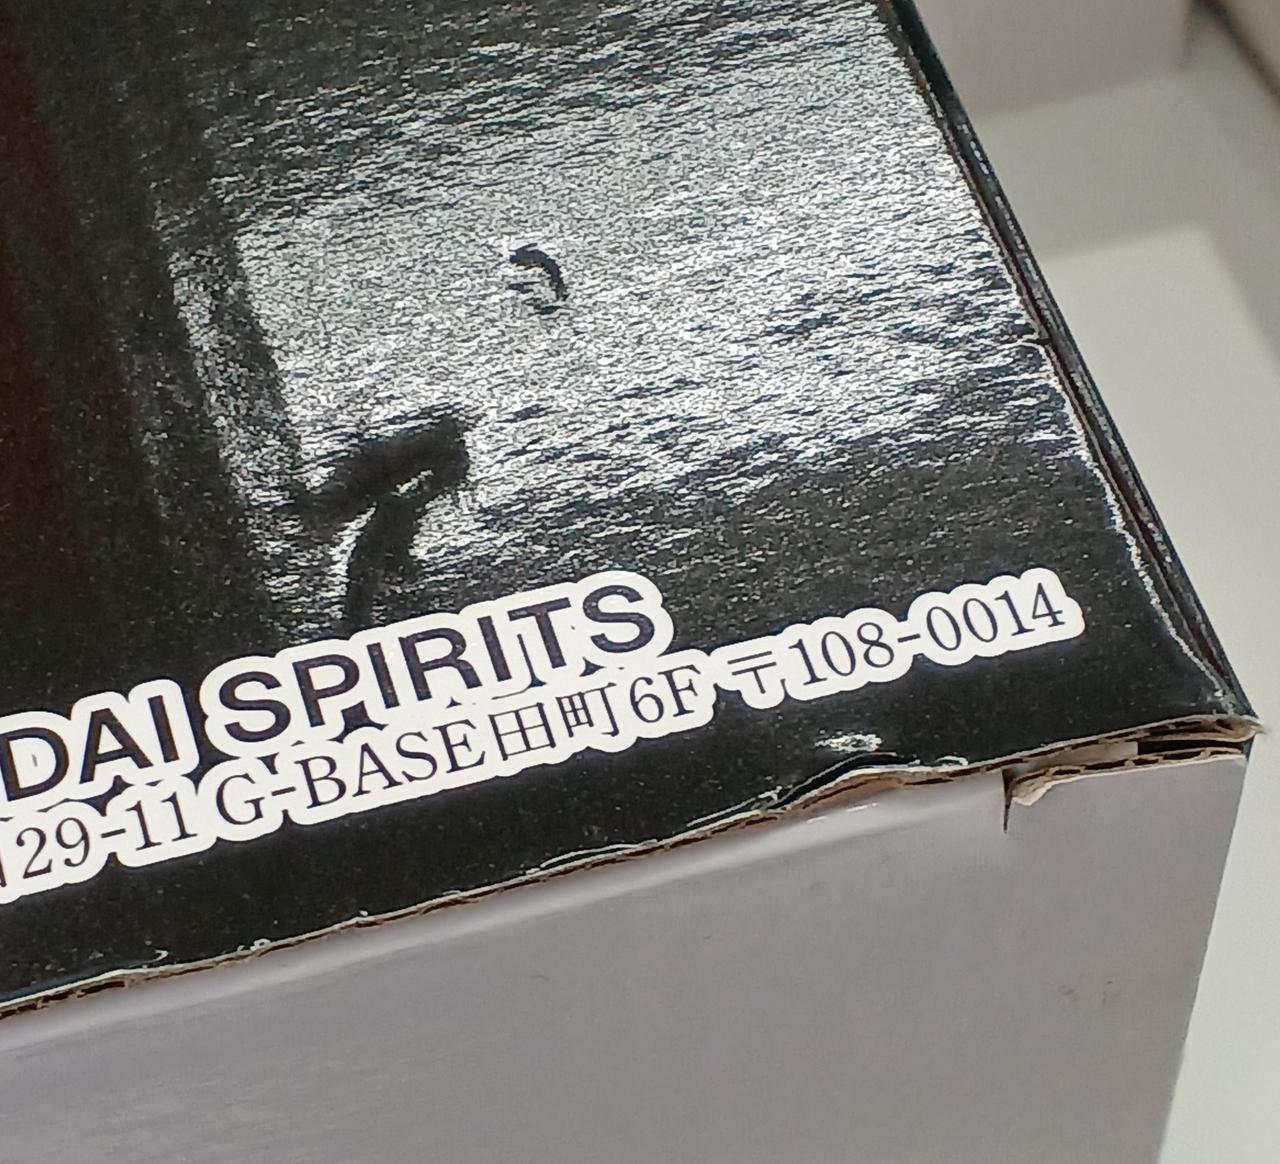 DAI SPIRITS
29-11 G-BASE田町6F 〒108-0014